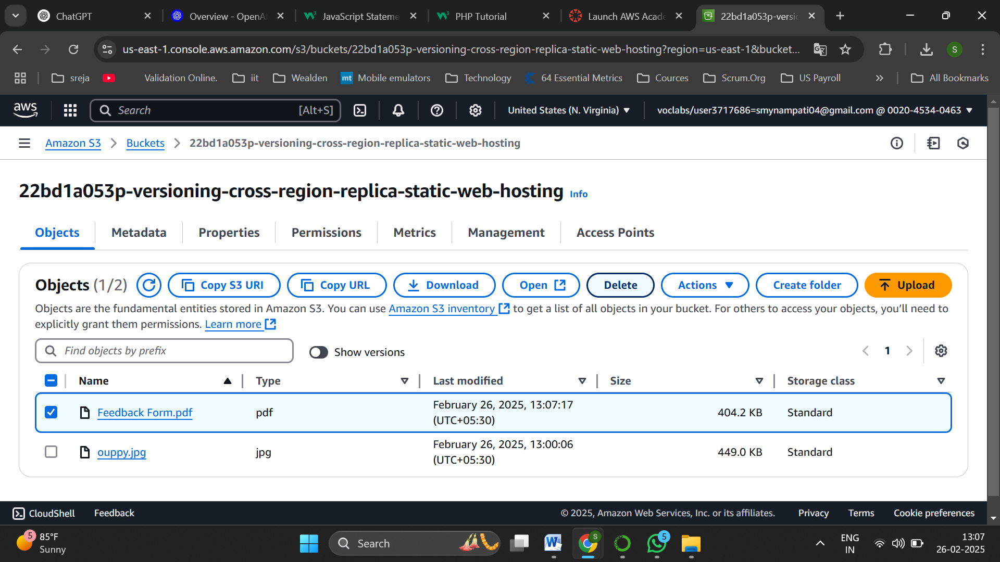 ChatGPT
Overview - OpenA
JavaScript Stateme
PHP Tutorial
Launch AWS Acade
22bd1a053p-versio
us-east-1.console.aws.amazon.com/s3/buckets/22bd1a053p-versioning-cross-region-replica-static-web-hosting?region=us-east-1&bucket...
S
sreja
Validation Online.
iit
Wealden
mt Mobile emulators
Technology
64 Essential Metrics
Cources
Scrum.Org
US Payroll
»
All Bookmarks
aws
Search [Alt+S]
United States (N. Virginia)
voclabs/user3717686=smynampati04@gmail.com @ 0020-4534-0463
Amazon S3 > Buckets > 22bd1a053p-versioning-cross-region-replica-static-web-hosting
22bd1a053p-versioning-cross-region-replica-static-web-hosting Info
Objects Metadata Properties Permissions Metrics Management Access Points
Objects (1/2) Copy S3 URI Copy URL Download Open Delete Actions Create folder Upload
Objects are the fundamental entities stored in Amazon S3. You can use Amazon S3 inventory to get a list of all objects in your bucket. For others to access your objects, you'll need to
explicitly grant them permissions. Learn more
Find objects by prefix
Show versions
1
Name Type Last modified Size Storage class
Feedback Form.pdf pdf February 26, 2025, 13:07:17 (UTC+05:30) 404.2 KB Standard
ouppy.jpg jpg February 26, 2025, 13:00:06 (UTC+05:30) 449.0 KB Standard
CloudShell Feedback © 2025, Amazon Web Services, Inc. or its affiliates. Privacy Terms Cookie preferences
5
85°F
Sunny
Search
W
S
5
ENG
IN
13:07
26-02-2025